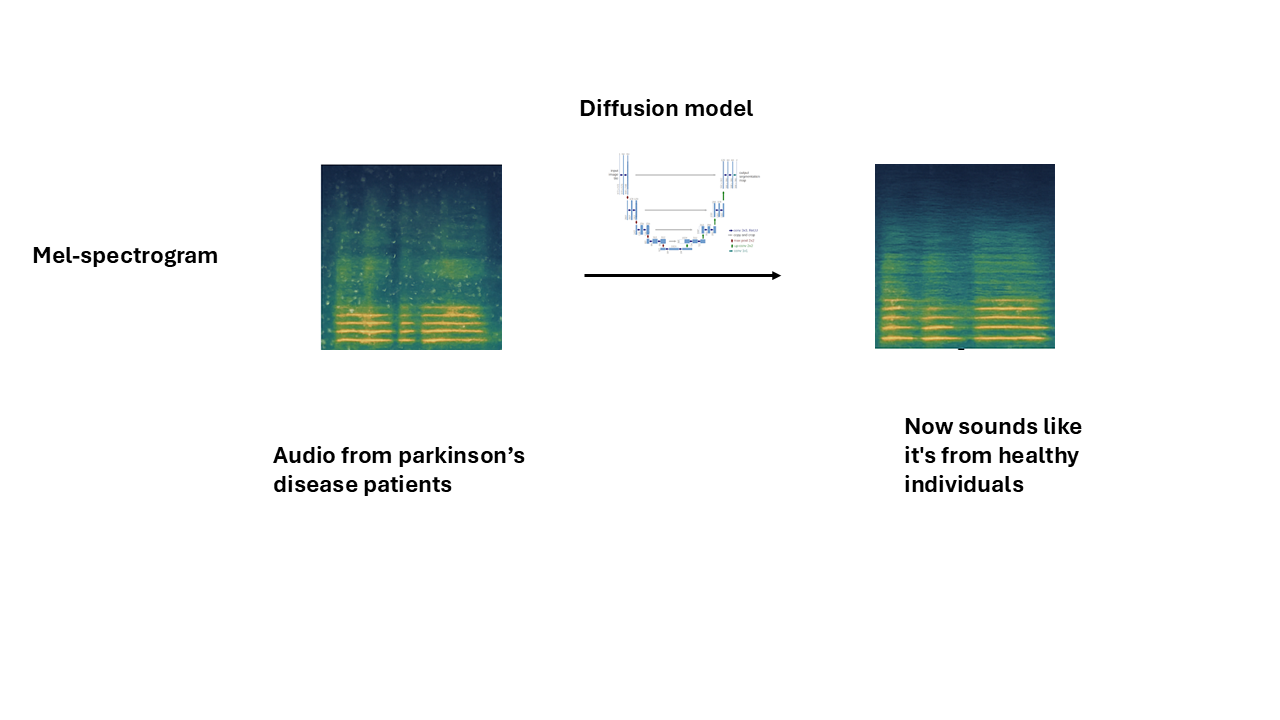 Diffusion model
Mel-spectrogram
Audio from parkinson’s
disease patients
Now sounds like
it's from healthy
individuals